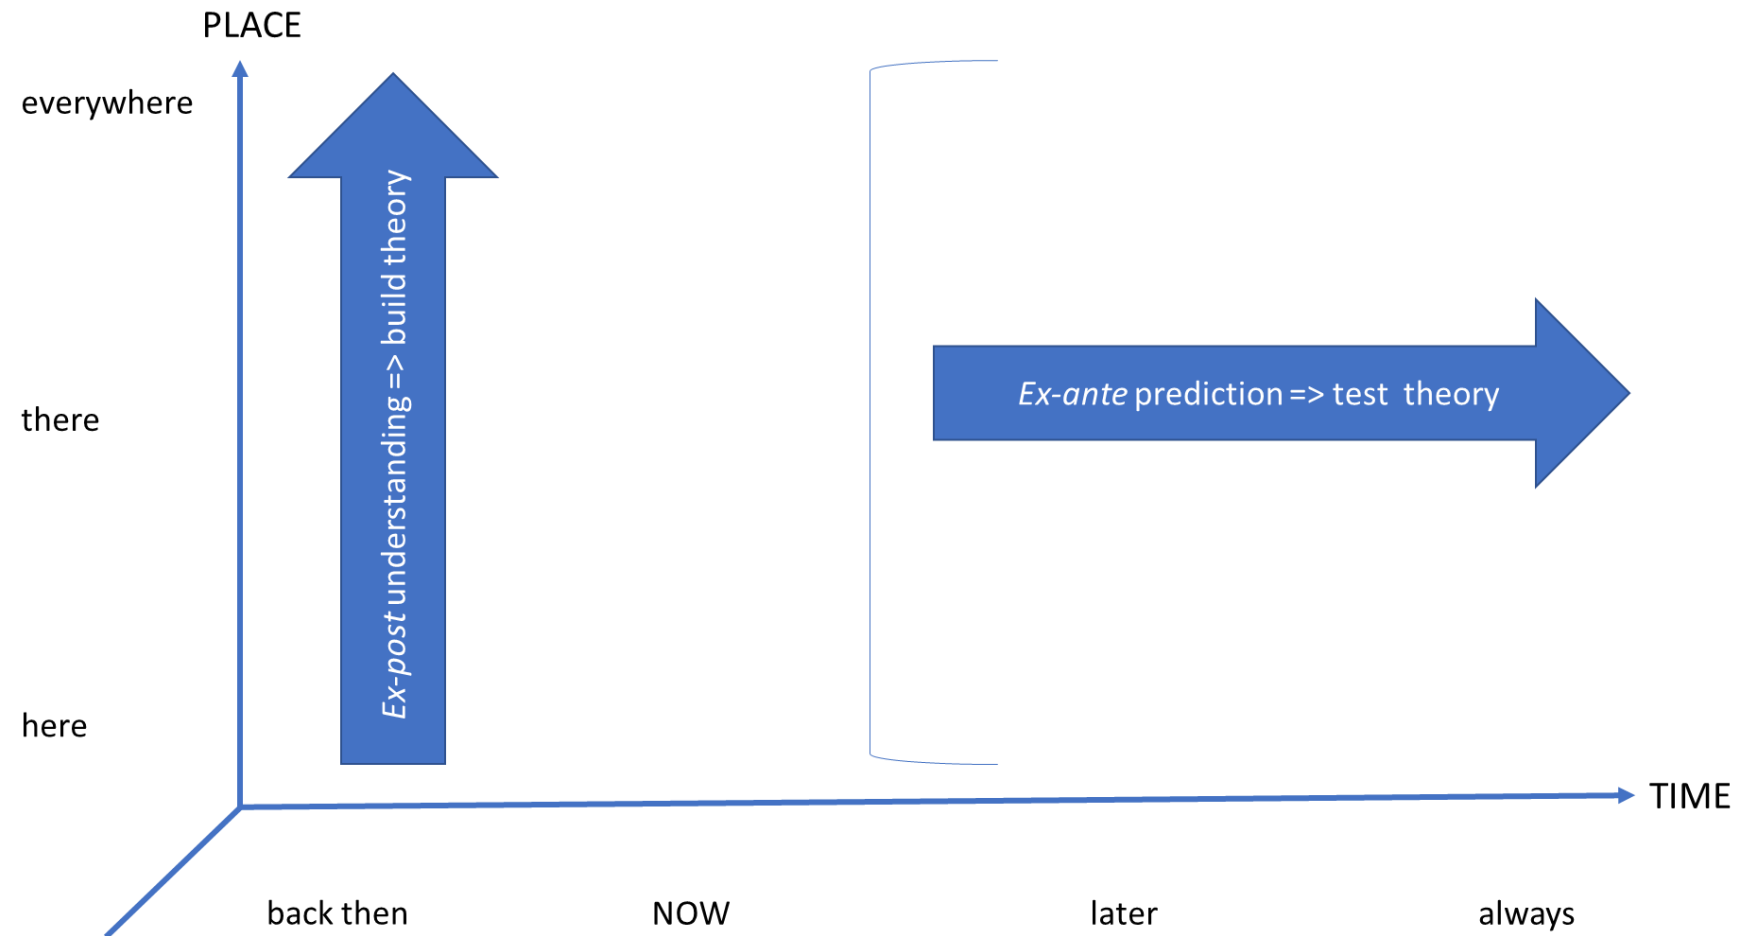 PLACE
everywhere
Ex-post understanding => build theory
Ex-ante prediction => test  theory
there
here
TIME
back then
NOW
later
always